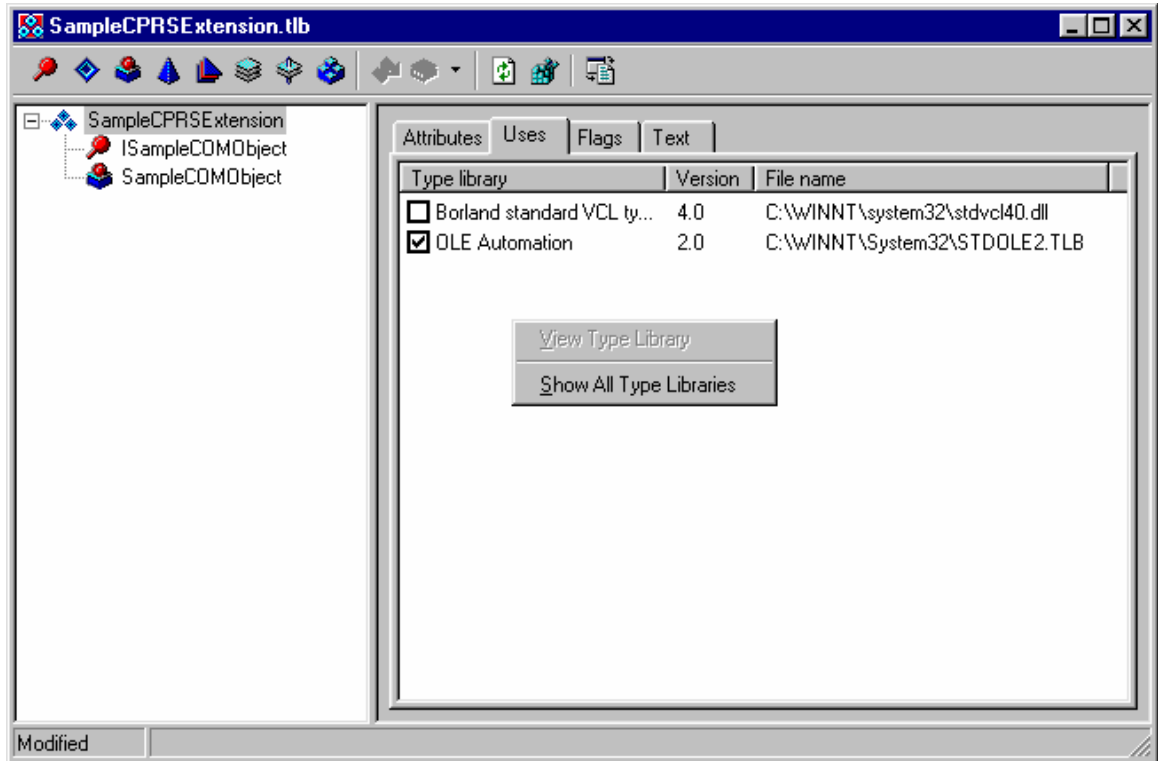 SampleCPRSExtension.tlb
SampleCPRSExtension
ISampleCOMObject
SampleCOMObject
Attributes Uses Flags Text
Type library Version File name
Borland standard VCL ty... 4.0 C:\WINNT\system32\stdvcl40.dll
OLE Automation 2.0 C:\WINNT\System32\STDOLE2.TLB
View Type Library
Show All Type Libraries
Modified